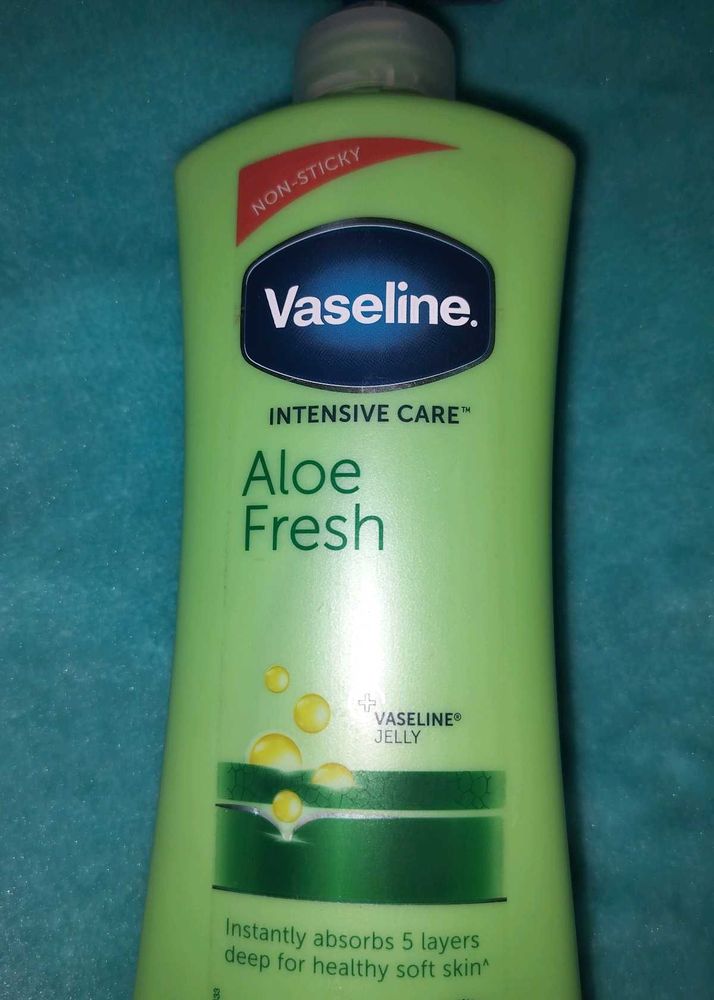 NON-STICKY
Vaseline.
INTENSIVE CARE™
Aloe
Fresh
VASELINE®
JELLY
Instantly absorbs 5 layers
deep for healthy soft skin^